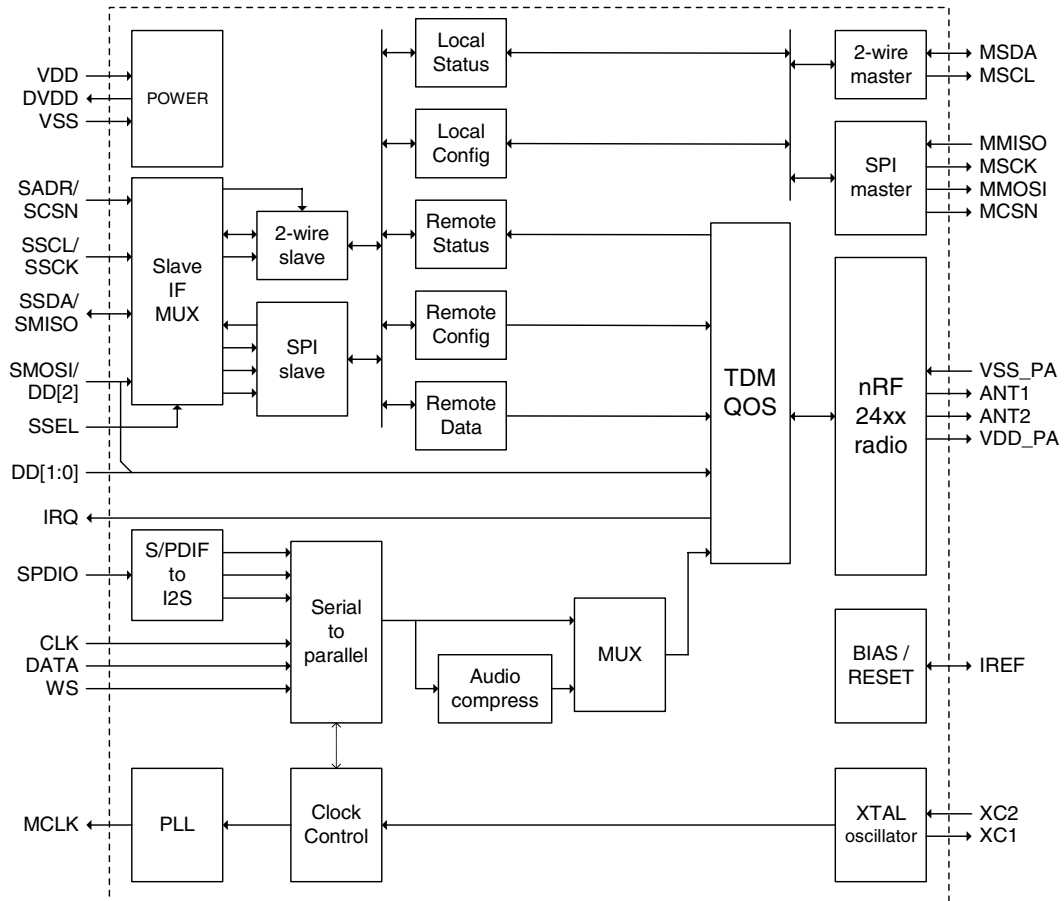 VDD
DVDD
VSS
POWER
SADR/
SCSN
SSCL/
SSCK
SSDA/
SMISO
SMOSI/
DD[2]
SSEL
DD[1:0]
IRQ
Slave
IF
MUX
2-wire
slave
SPI
slave
Local
Status
Local
Config
Remote
Status
Remote
Config
Remote
Data
TDM
QOS
2-wire
master
MSDA
MSCL
SPI
master
MMISO
MSCK
MMOSI
MCSN
nRF
24xx
radio
VSS_PA
ANT1
ANT2
VDD_PA
SPDIO
S/PDIF
to
I2S
CLK
DATA
WS
Serial
to
parallel
Audio
compress
MUX
BIAS /
RESET
IREF
MCLK
PLL
Clock
Control
XTAL
oscillator
XC2
XC1